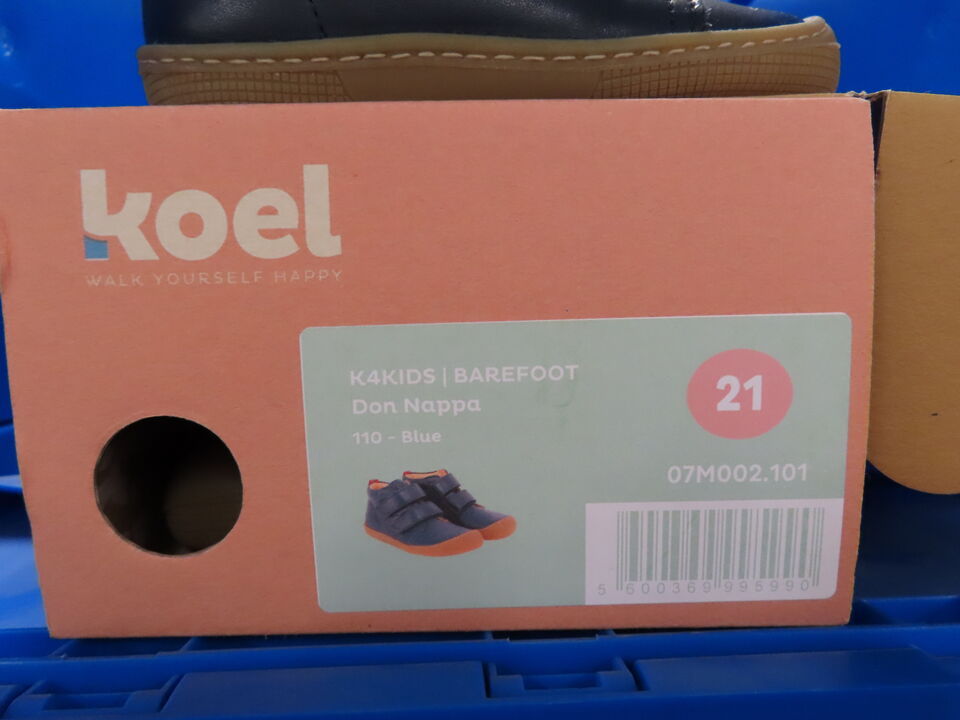 koel
WALK YOURSELF HAPPY
K4KIDS | BAREFOOT
Don Nappa
110 - Blue
21
07M002.101
5 600369 995990